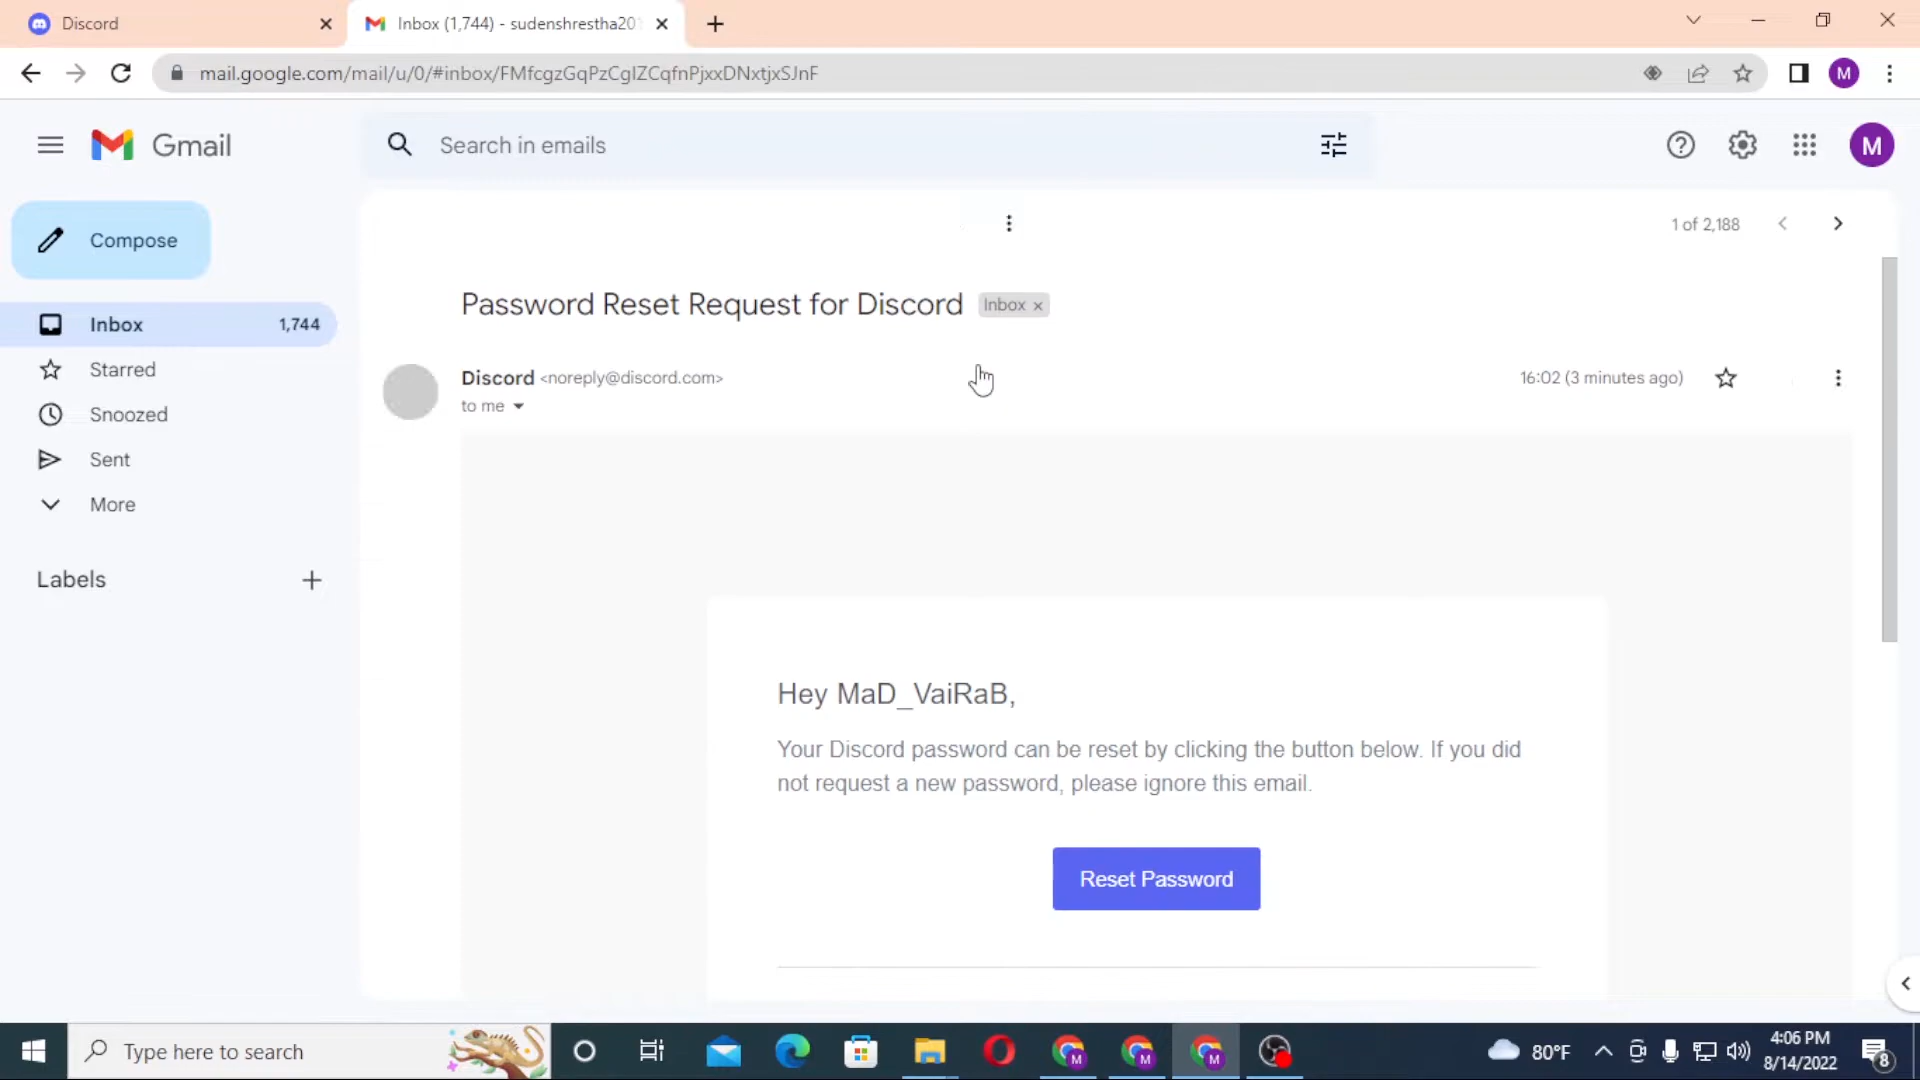 Discord
Inbox (1,744) - sudenshrestha20
mail.google.com/mail/u/0/#inbox/FMfcgzGqPzCglZCqfnPjxxDNxtjxSJnF
M
Gmail
Search in emails
M
Compose
1 of 2,188
Inbox 1,744
Starred
Snoozed
Sent
More
Labels
Password Reset Request for Discord Inbox x
Discord <noreply@discord.com>
16:02 (3 minutes ago)
to me
Hey MaD_VaiRaB,
Your Discord password can be reset by clicking the button below. If you did
not request a new password, please ignore this email.
Reset Password
Type here to search
M
M
M
80°F
4:06 PM
8/14/2022
8